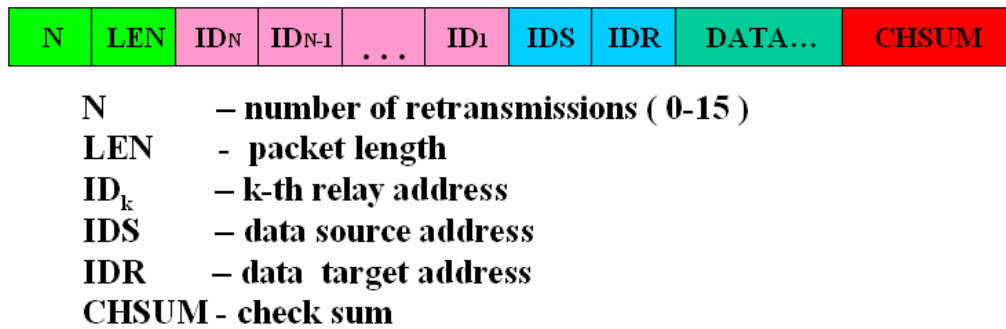 N LEN IDN IDN-1 ... ID1 IDS IDR DATA... CHSUM
N – number of retransmissions ( 0-15 )
LEN - packet length
IDk – k-th relay address
IDS – data source address
IDR – data target address
CHSUM - check sum